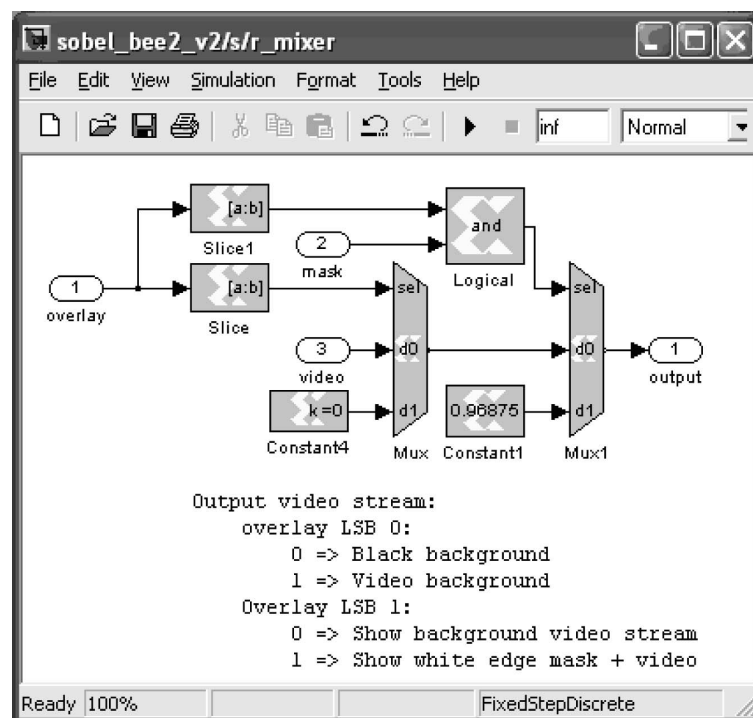 sobel_bee2_v2/s/r_mixer
File Edit View Simulation Format Tools Help
inf Normal
[a:b]
Slice1
2
mask
and
Logical
1
overlay
[a:b]
Slice
sel
d0
d1
Mux
3
video
k=0
Constant4
0.96875
Constant1
sel
d0
d1
Mux1
1
output
Output video stream:
overlay LSB 0:
0 => Black background
1 => Video background
Overlay LSB 1:
0 => Show background video stream
1 => Show white edge mask + video
Ready 100% FixedStepDiscrete